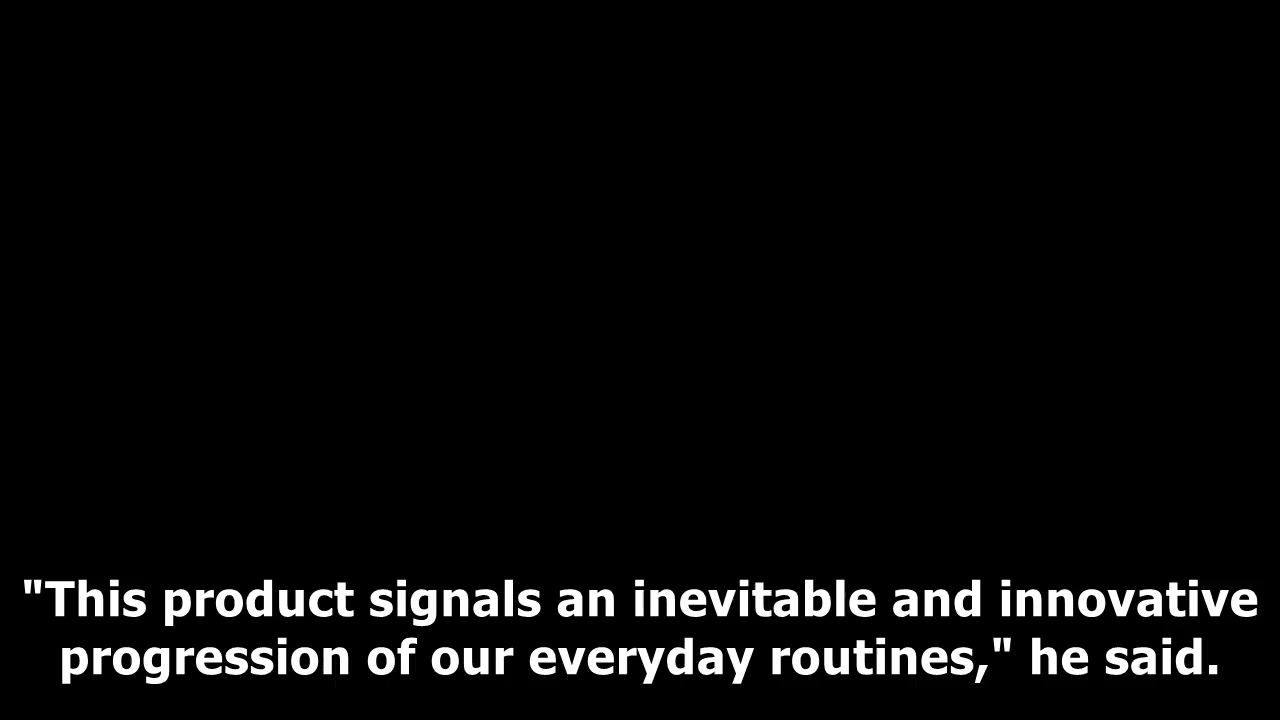 "This product signals an inevitable and innovative
progression of our everyday routines," he said.